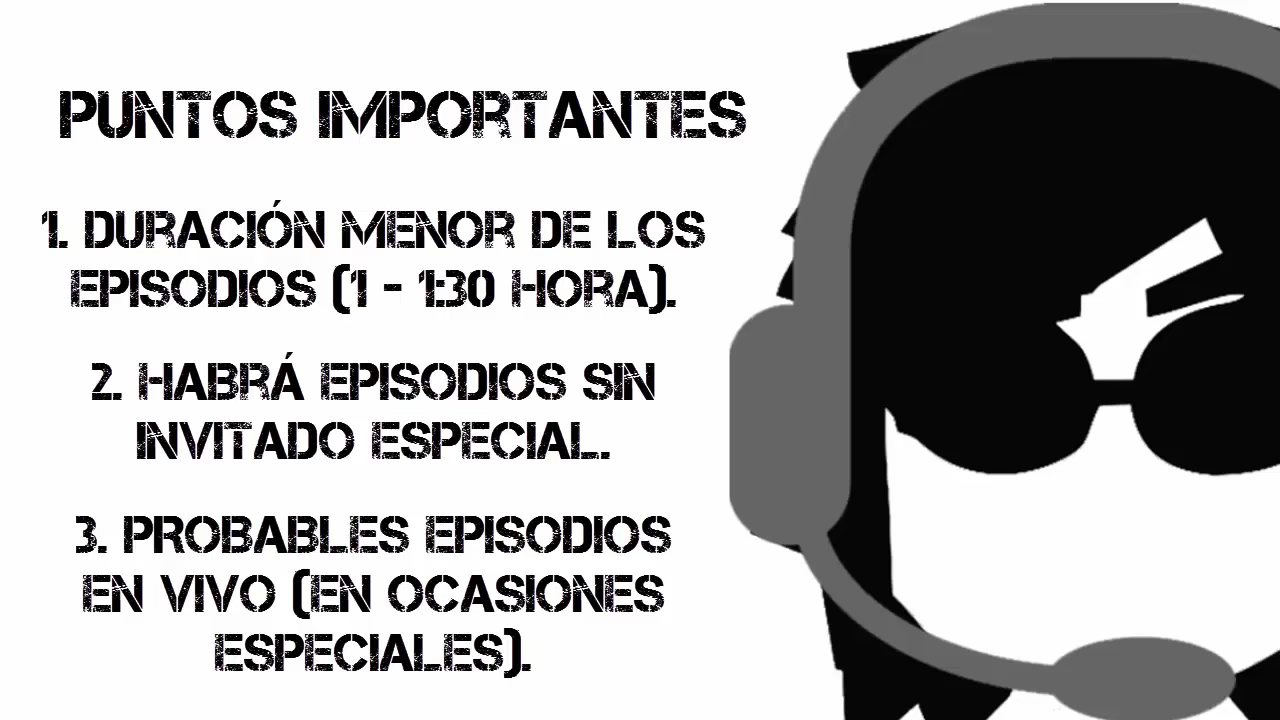 PUNTOS IMPORTANTES
1. DURACIÓN MENOR DE LOS
EPISODIOS (1 - 1:30 HORA).
2. HABRÁ EPISODIOS SIN
INVITADO ESPECIAL.
3. PROBABLES EPISODIOS
EN VIVO (EN OCASIONES
ESPECIALES).